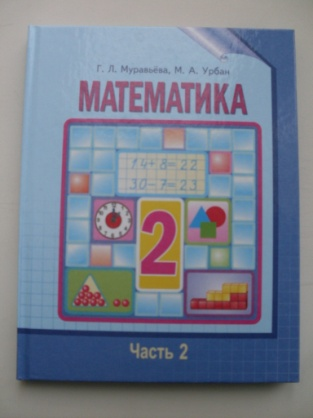 Г. Л. Муравьёва, М. А. Урбан
МАТЕМАТИКА
14+8=22
30-7=23
2
Часть 2